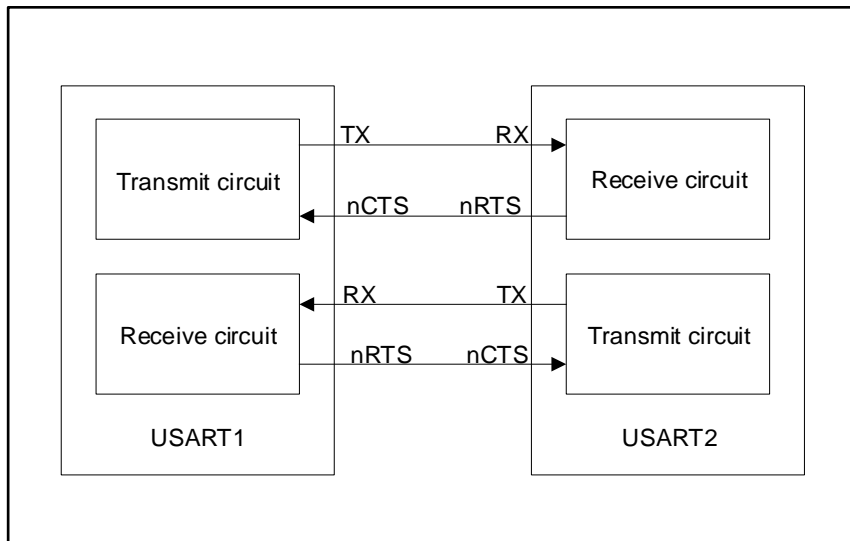 TX RX
Transmit circuit Receive circuit
nCTS nRTS
RX TX
Receive circuit Transmit circuit
nRTS nCTS
USART1 USART2